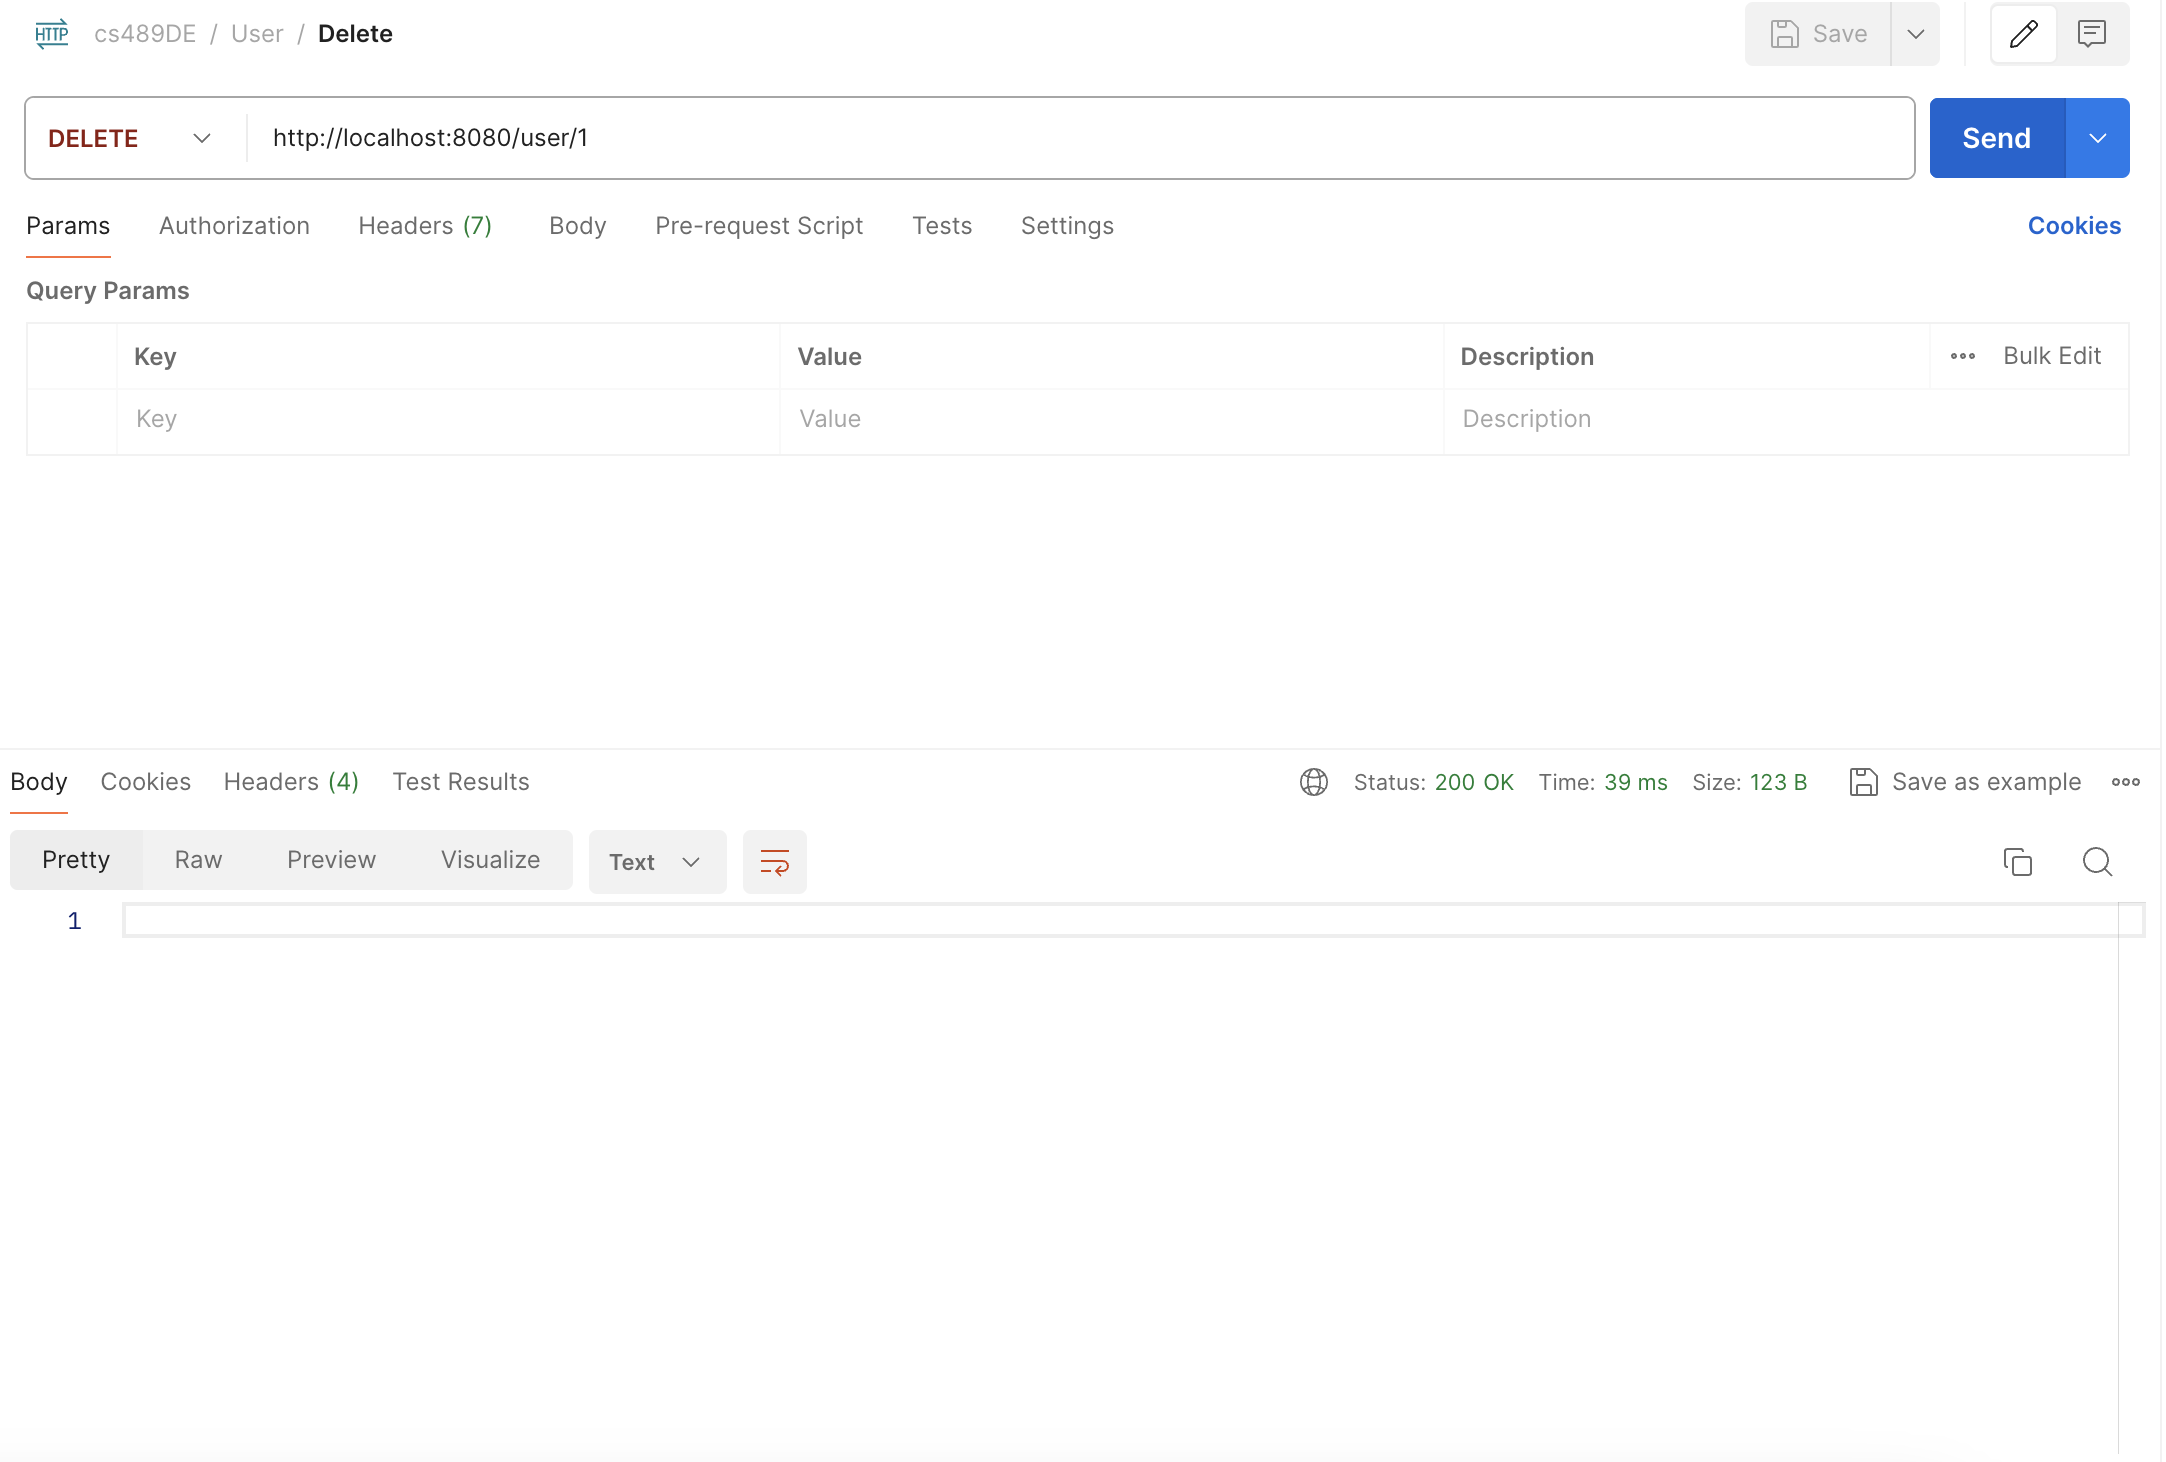 HTTP cs489DE / User / Delete Save
DELETE http://localhost:8080/user/1 Send
Params Authorization Headers (7) Body Pre-request Script Tests Settings Cookies
Query Params
Key Value Description Bulk Edit
Key Value Description
Body Cookies Headers (4) Test Results Status: 200 OK Time: 39 ms Size: 123 B Save as example
Pretty Raw Preview Visualize Text
1